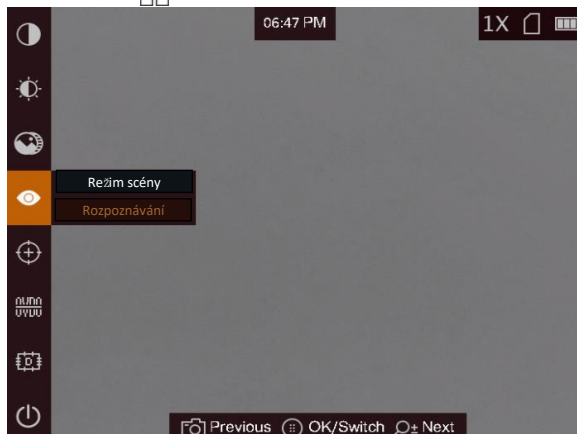 06:47 PM
1X
Režim scény
Rozpoznávání
D
Previous OK/Switch Next